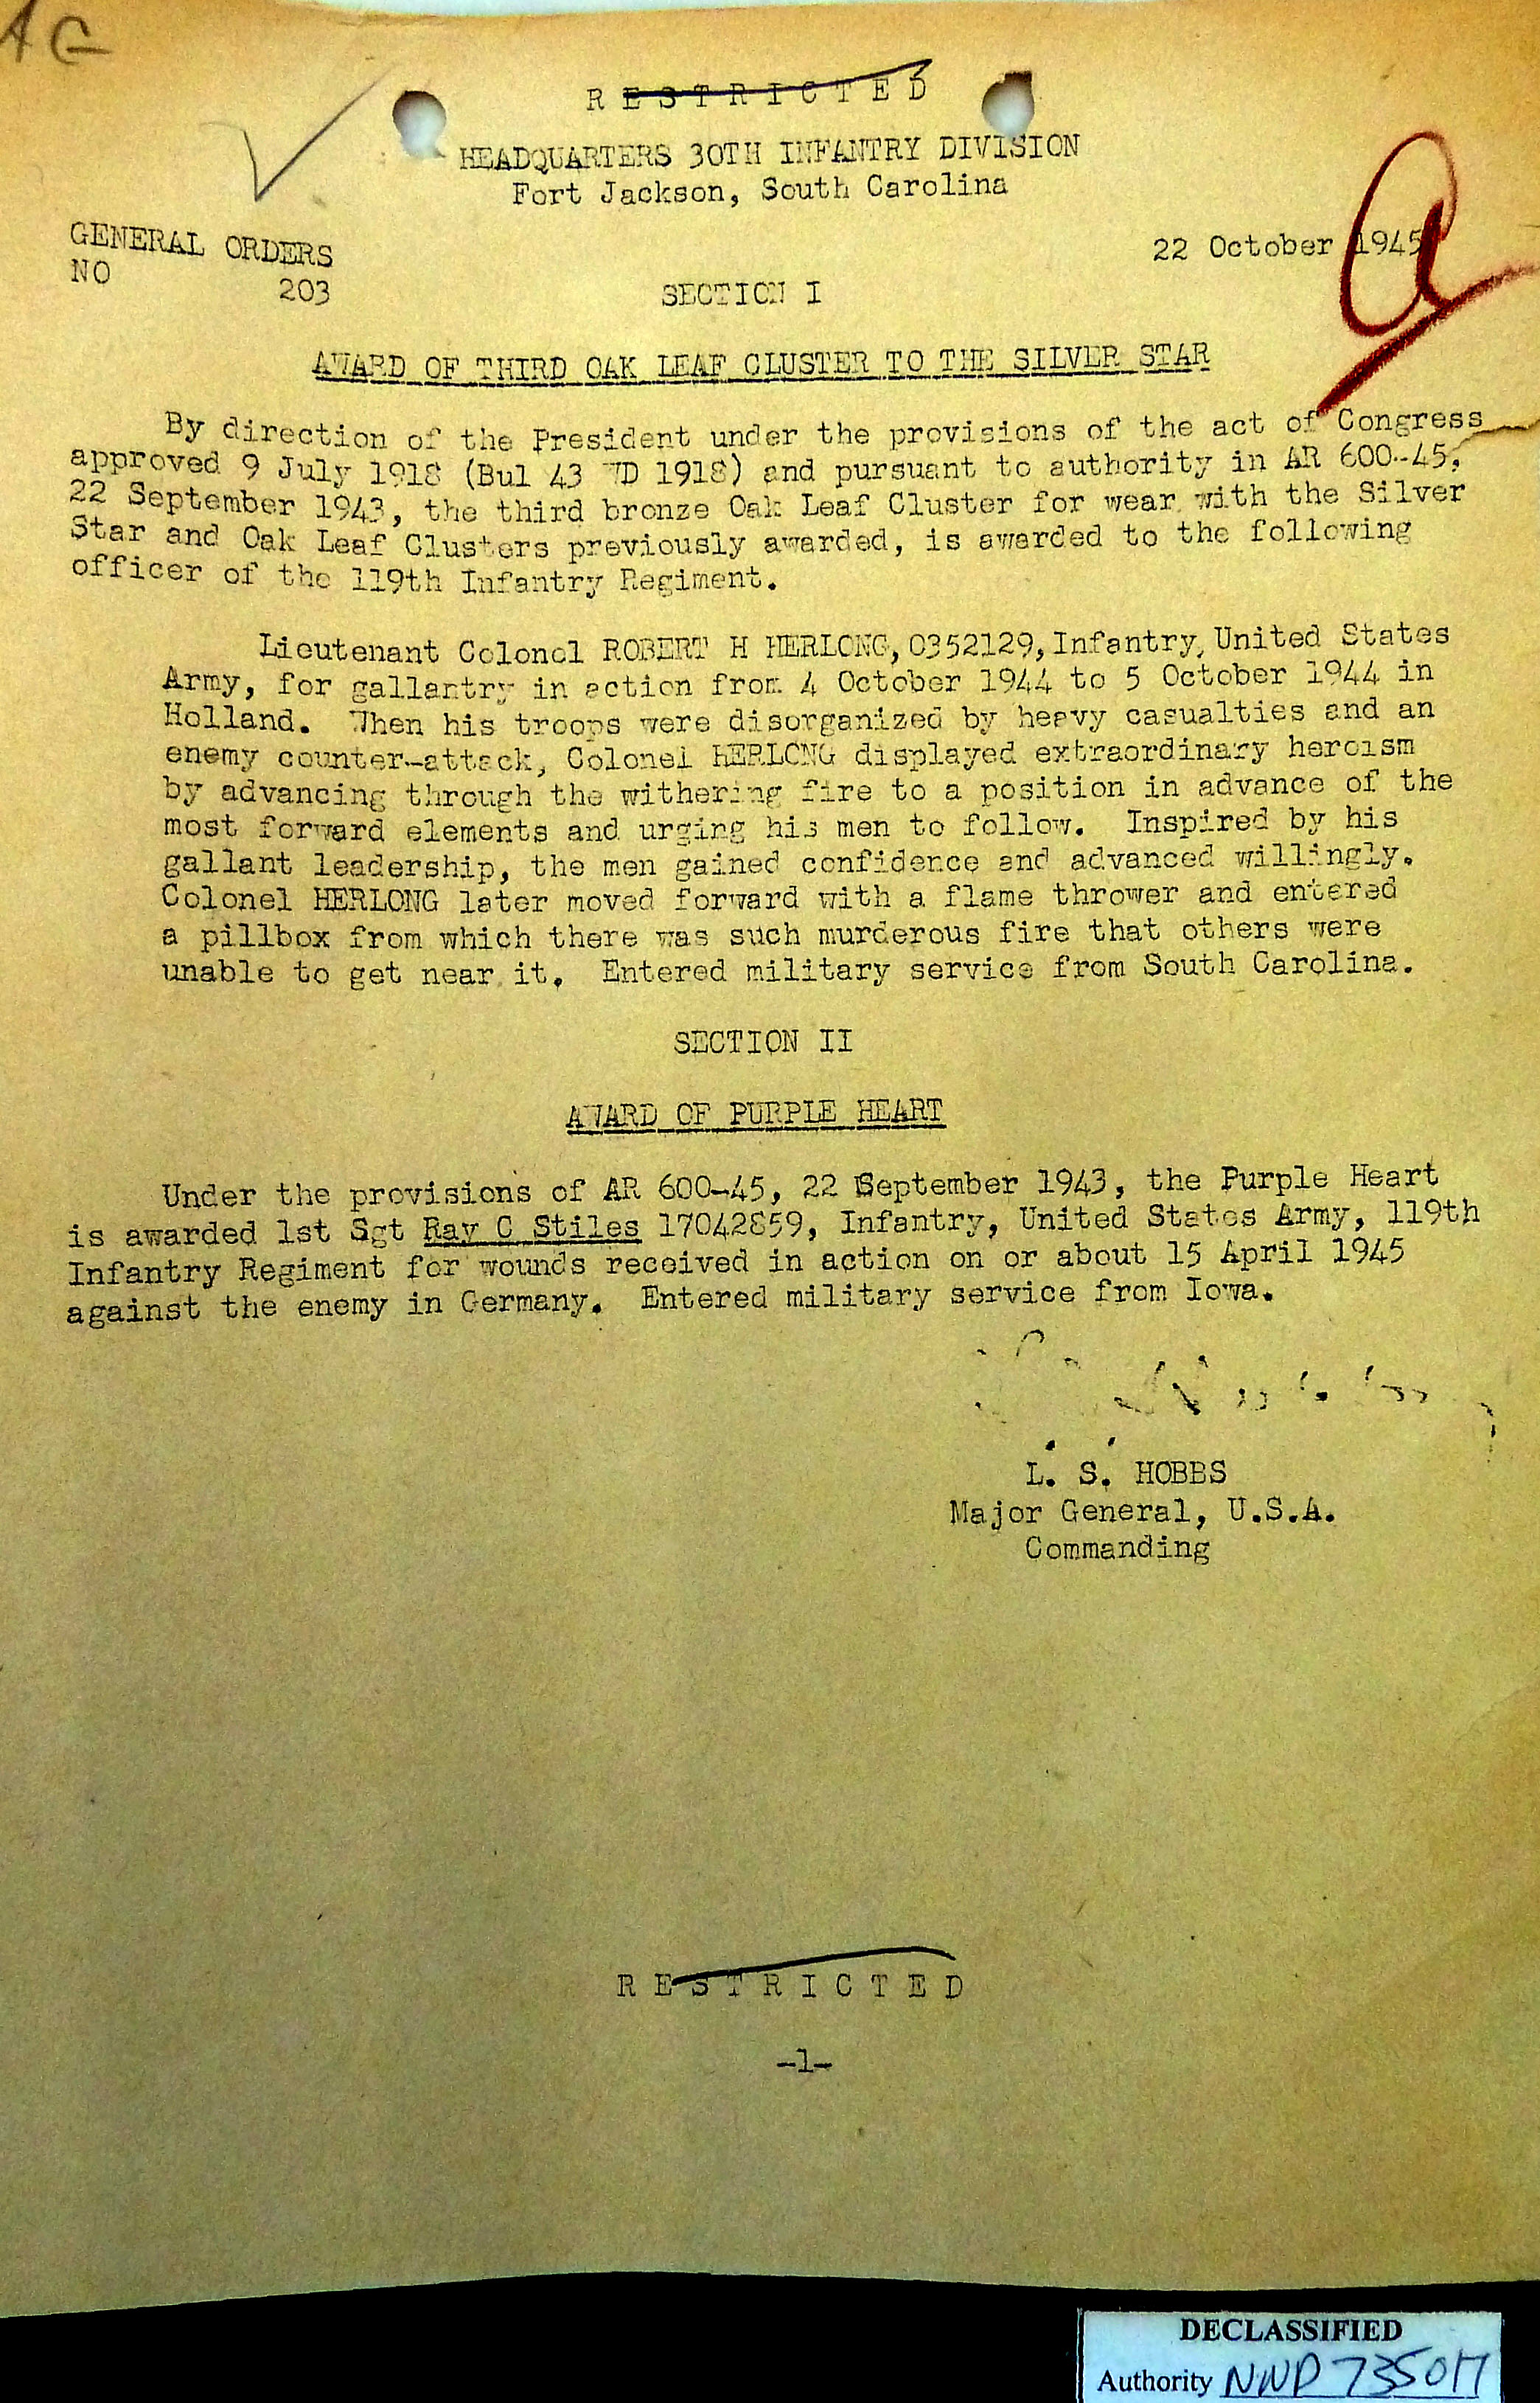 AG
RESTRICTED
HEADQUARTERS 30TH INFANTRY DIVISION
Fort Jackson, South Carolina
GENERAL ORDERS
22 October 1945
NO 203
SECTION I
AWARD OF THIRD OAK LEAF CLUSTER TO THE SILVER STAR
By direction of the President under the provisions of the act of Congress
approved 9 July 1918 (Bul 43 WD 1918) and pursuant to authority in AR 600-45,
22 September 1943, the third bronze Oak Leaf Cluster for wear with the Silver
Star and Oak Leaf Clusters previously awarded, is awarded to the following
officer of the 119th Infantry Regiment.
Lieutenant Colonel ROBERT H HERLONG, O352129, Infantry, United States
Army, for gallantry in action from 4 October 1944 to 5 October 1944 in
Holland. When his troops were disorganized by heavy casualties and an
enemy counter-attack, Colonel HERLONG displayed extraordinary heroism
by advancing through the withering fire to a position in advance of the
most forward elements and urging his men to follow. Inspired by his
gallant leadership, the men gained confidence and advanced willingly.
Colonel HERLONG later moved forward with a flame thrower and entered
a pillbox from which there was such murderous fire that others were
unable to get near it. Entered military service from South Carolina.
SECTION II
AWARD OF PURPLE HEART
Under the provisions of AR 600-45, 22 September 1943, the Purple Heart
is awarded 1st Sgt Ray C Stiles 17042859, Infantry, United States Army, 119th
Infantry Regiment for wounds received in action on or about 15 April 1945
against the enemy in Germany. Entered military service from Iowa.
L. S. HOBBS
Major General, U.S.A.
Commanding
RESTRICTED
-1-
DECLASSIFIED
Authority NND 735017